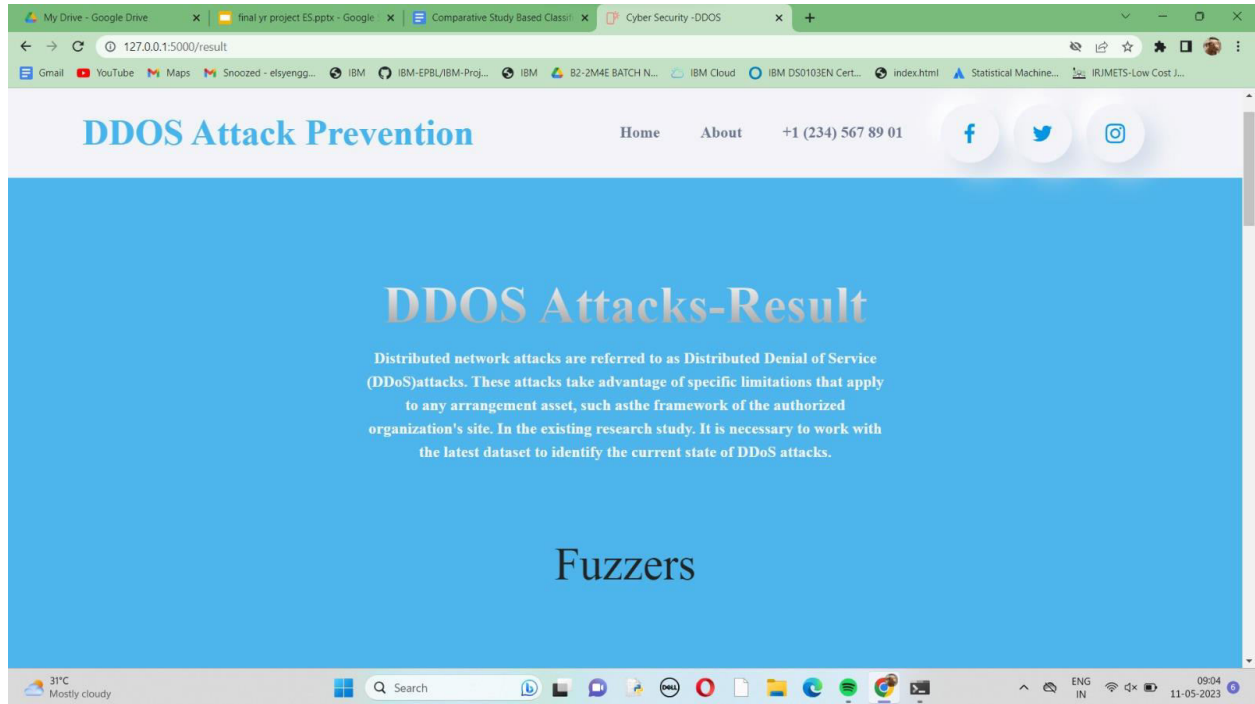 My Drive - Google Drive
final yr project ES.pptx - Google
Comparative Study Based Classif
Cyber Security -DDOS
127.0.0.1:5000/result
Gmail
YouTube
Maps
Snoozed - elsyengg...
IBM
IBM-EPBL/IBM-Proj...
IBM
B2-2M4E BATCH N...
IBM Cloud
IBM DS0103EN Cert...
index.html
Statistical Machine...
IRJMETS-Low Cost J...
DDOS Attack Prevention
Home
About
+1 (234) 567 89 01
DDOS Attacks-Result
Distributed network attacks are referred to as Distributed Denial of Service
(DDoS)attacks. These attacks take advantage of specific limitations that apply
to any arrangement asset, such asthe framework of the authorized
organization's site. In the existing research study. It is necessary to work with
the latest dataset to identify the current state of DDoS attacks.
Fuzzers
31°C
Mostly cloudy
Search
DELL
ENG
IN
09:04
11-05-2023
6